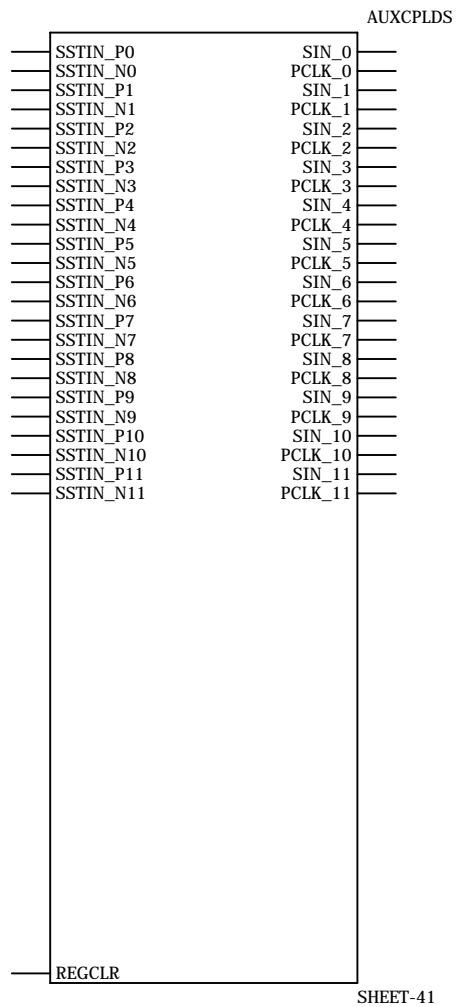 AUXCPLDS
SSTIN_P0 SIN_0
SSTIN_N0 PCLK_0
SSTIN_P1 SIN_1
SSTIN_N1 PCLK_1
SSTIN_P2 SIN_2
SSTIN_N2 PCLK_2
SSTIN_P3 SIN_3
SSTIN_N3 PCLK_3
SSTIN_P4 SIN_4
SSTIN_N4 PCLK_4
SSTIN_P5 SIN_5
SSTIN_N5 PCLK_5
SSTIN_P6 SIN_6
SSTIN_N6 PCLK_6
SSTIN_P7 SIN_7
SSTIN_N7 PCLK_7
SSTIN_P8 SIN_8
SSTIN_N8 PCLK_8
SSTIN_P9 SIN_9
SSTIN_N9 PCLK_9
SSTIN_P10 SIN_10
SSTIN_N10 PCLK_10
SSTIN_P11 SIN_11
SSTIN_N11 PCLK_11
REGCLR
SHEET-41